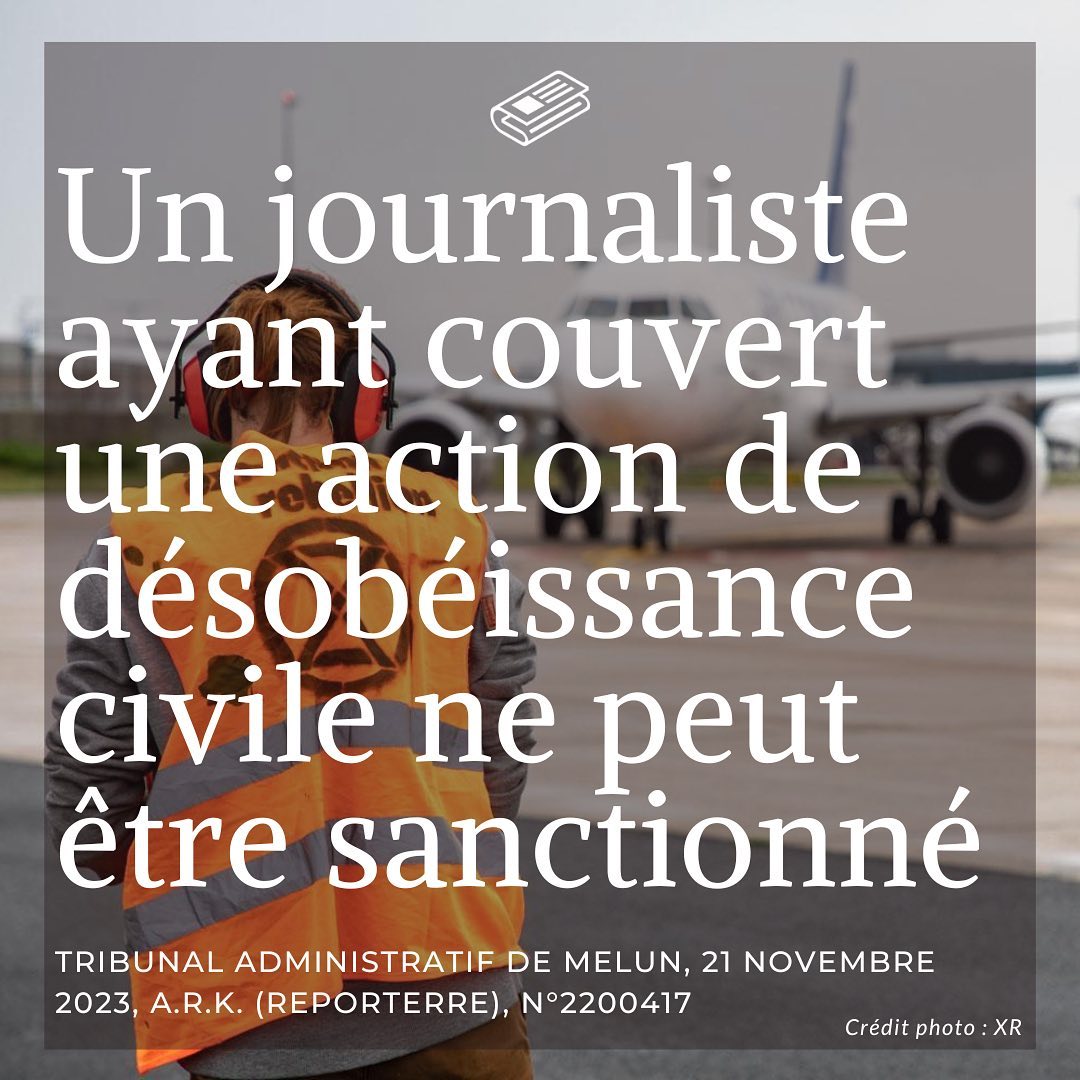 Un journaliste
ayant couvert
une action de
désobéissance
civile ne peut
être sanctionné
TRIBUNAL ADMINISTRATIF DE MELUN, 21 NOVEMBRE
2023, A.R.K. (REPORTERRE), N°2200417
Crédit photo : XR